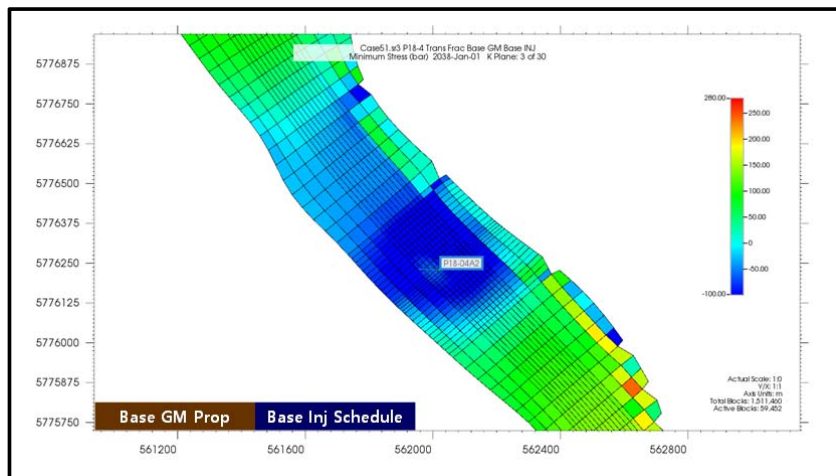 Case51.sr3 P18-4 Trans Frac Base GM Base INJ
Minimum Stress (bar) 2038-Jan-01 K Plane: 3 of 30
5776875
5776750
5776625
5776500
5776375
5776250
5776125
5776000
5775875
5775750
280.00
250.00
200.00
150.00
100.00
50.00
0
-50.00
-100.00
P18-04A2
Actual Scale: 1:0
Y/X: 1:1
Axis Units: m
Total Blocks: 1,511,460
Active Blocks: 59,452
Base GM Prop
Base Inj Schedule
561200
561600
562000
562400
562800